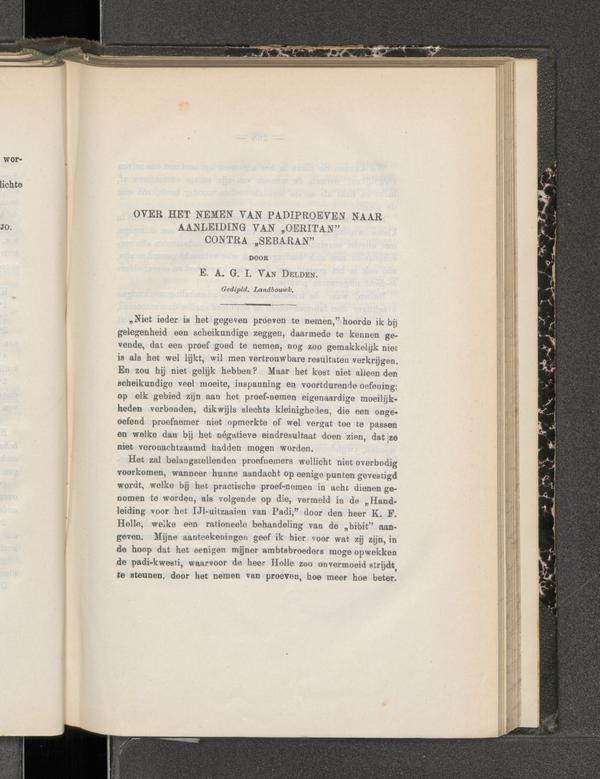 wor-
lichte
JO.
OVER HET NEMEN VAN PADIPROEVEN NAAR
AANLEIDING VAN „OERITAN”
CONTRA „SEBARAN”
DOOR
E. A. G. I. VAN DELDEN.
Gedipld. Landbouwk.
„Niet ieder is het gegeven proeven te nemen,” hoorde ik bij
gelegenheid een scheikundige zeggen, daarmede te kennen ge-
vende, dat een proef goed te nemen, nog zoo gemakkelijk niet
is als het wel lijkt, wil men vertrouwbare resultaten verkrijgen.
En zou hij niet gelijk hebben? Maar het kost niet alleen den
scheikundige veel moeite, inspanning en voortdurende oefening:
op elk gebied zijn aan het proef-nemen eigenaardige moeilijk-
heden verbonden, dikwijls slechts kleinigheden, die een onge-
oefend proefnemer niet opmerkte of wel vergat toe te passen
en welke dan bij het négatieve eindresultaat doen zien, dat ze
niet veronachtzaamd hadden mogen worden.
Het zal belangstellenden proefnemers wellicht niet overbodig
voorkomen, wanneer hunne aandacht op eenige punten gevestigd
wordt, welke bij het practische proef-nemen in acht dienen ge-
nomen te worden, als volgende op die, vermeld in de „Hand-
leiding voor het IJl-uitzaaien van Padi,” door den heer K. F.
Holle, welke een rationeele behandeling van de „bibit” aan-
geven. Mijne aanteekeningen geef ik hier voor wat zij zijn, in
de hoop dat het eenigen mijner ambtsbroeders moge opwekken
de padi-kwesti, waarvoor de heer Holle zoo onvermoeid strijdt,
te steunen, door het nemen van proeven, hoe meer hoe beter.